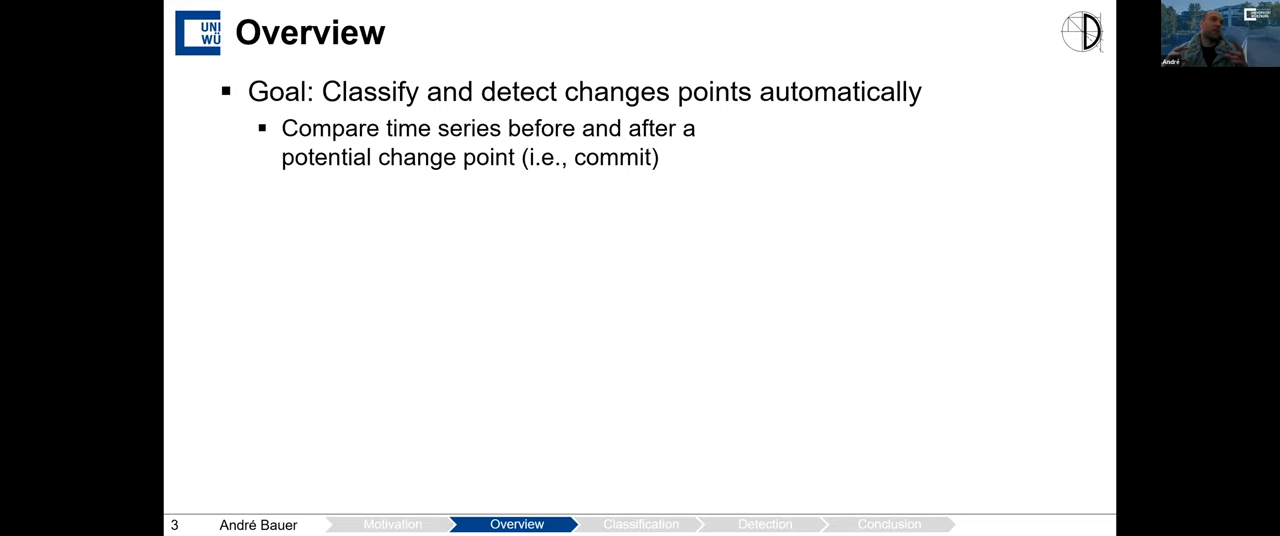 UNI
WÜ
Overview
▪ Goal: Classify and detect changes points automatically
▪ Compare time series before and after a
potential change point (i.e., commit)
André
3 André Bauer Motivation Overview Classification Detection Conclusion